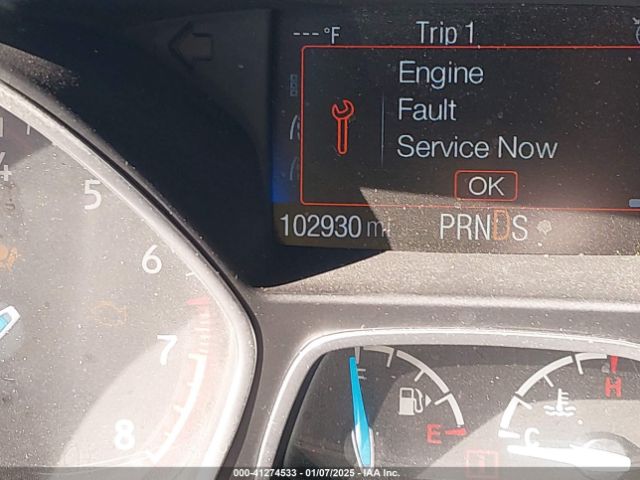 ---°F Trip 1
Engine
Fault
Service Now
OK
102930 mi PRNDS
4
5
6
7
8
F
E
H
C
000-41274533 - 01/07/2025 - IAA Inc.